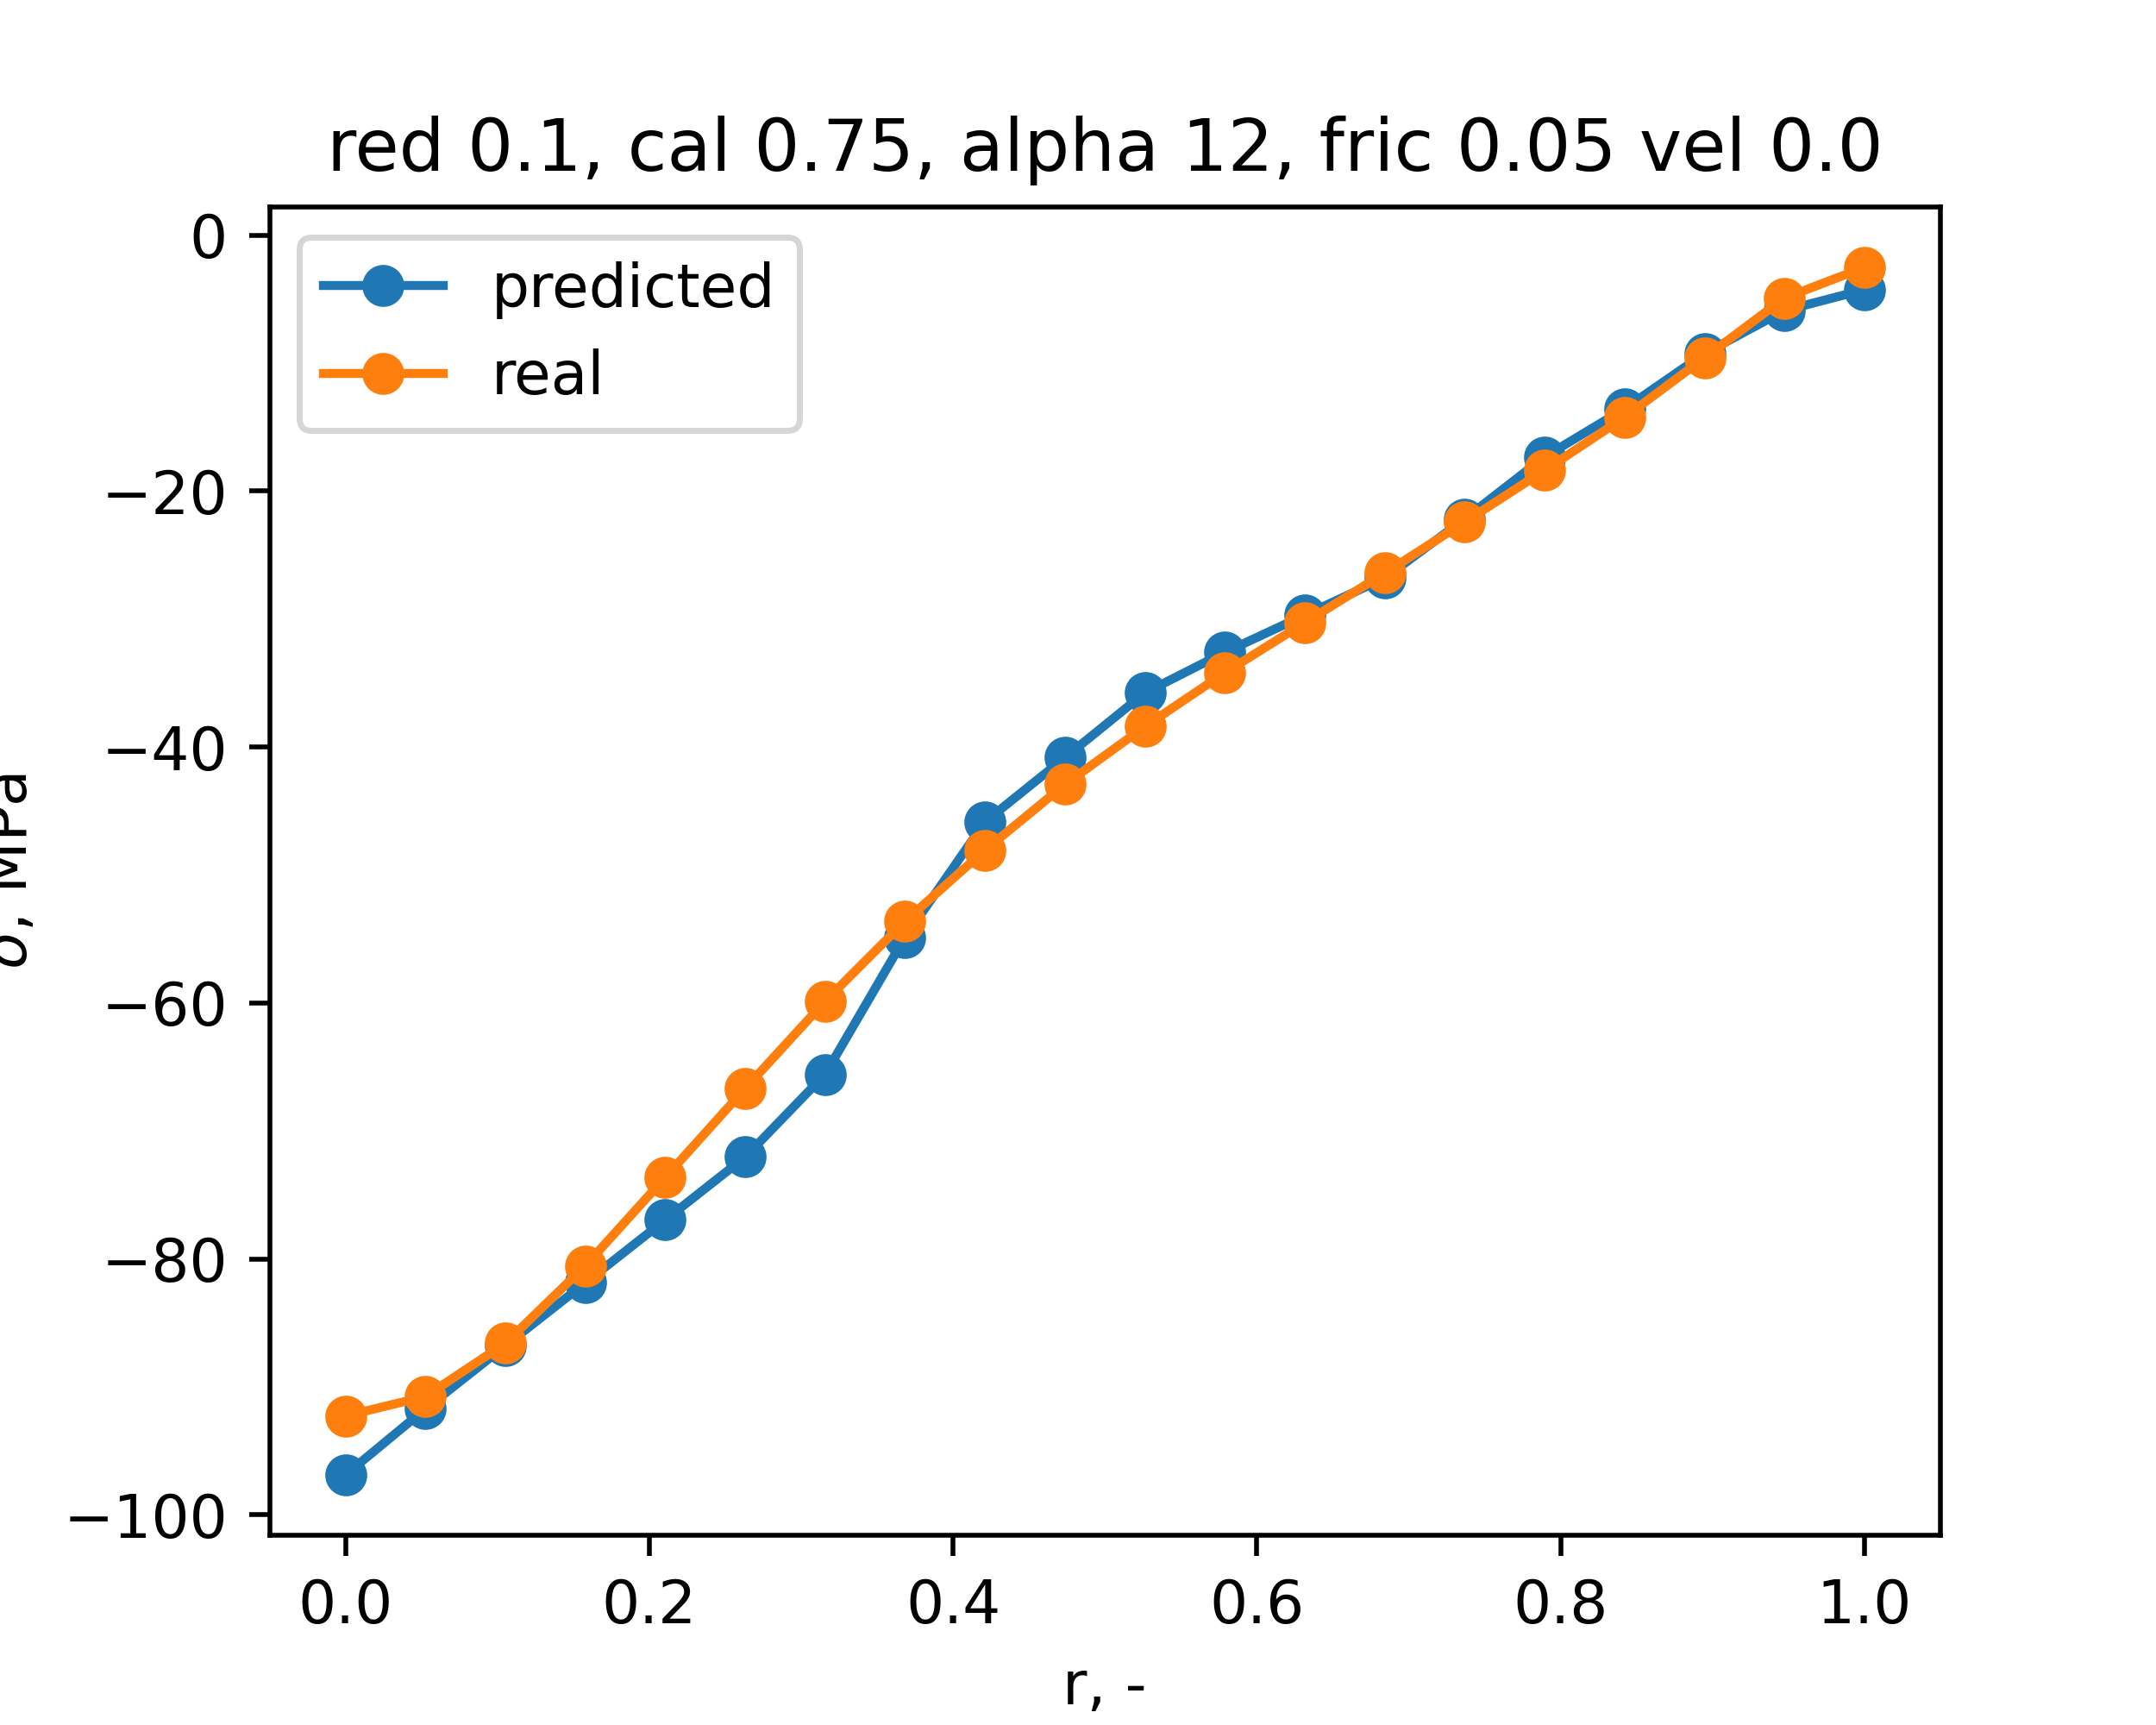 red 0.1, cal 0.75, alpha 12, fric 0.05 vel 0.0
predicted
real
0
−20
−40
−60
−80
−100
, MPa
0.0 0.2 0.4 0.6 0.8 1.0
r, -